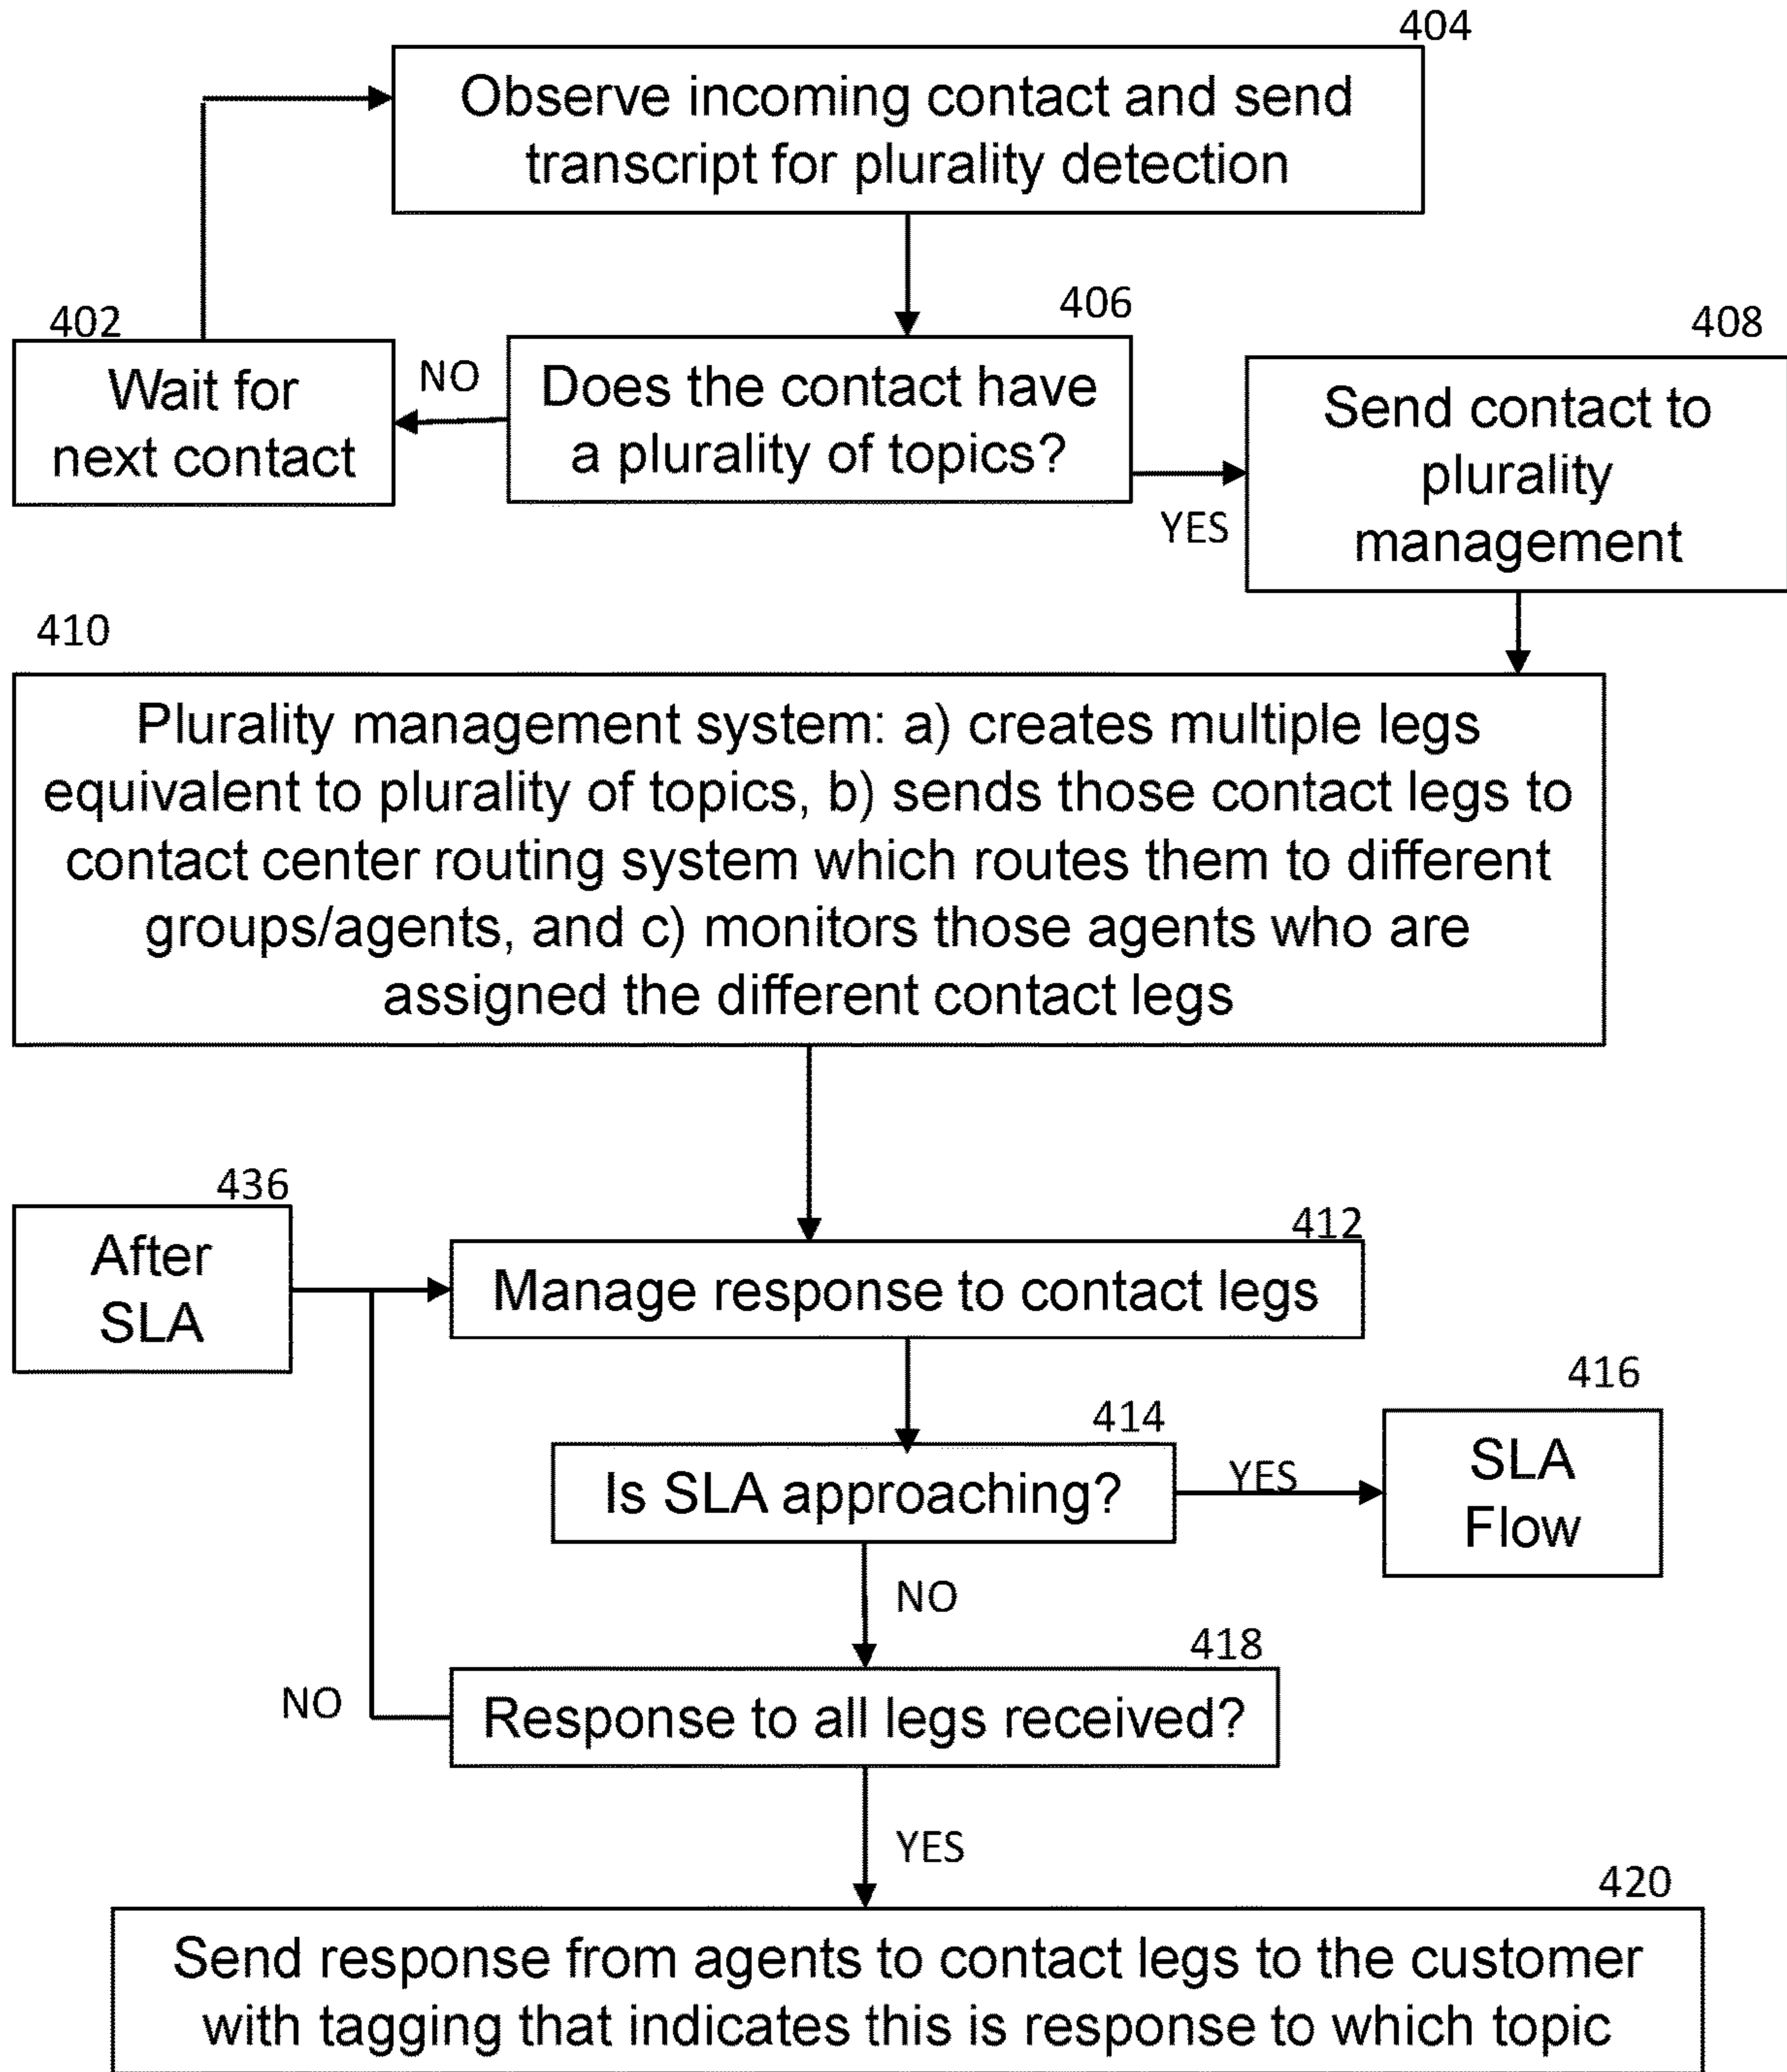 404
Observe incoming contact and send
transcript for plurality detection
402
Wait for
next contact
NO
406
Does the contact have
a plurality of topics?
YES
408
Send contact to
plurality
management
410
Plurality management system: a) creates multiple legs
equivalent to plurality of topics, b) sends those contact legs to
contact center routing system which routes them to different
groups/agents, and c) monitors those agents who are
assigned the different contact legs
436
After
SLA
412
Manage response to contact legs
414
Is SLA approaching?
YES
416
SLA
Flow
NO
418
Response to all legs received?
NO
YES
420
Send response from agents to contact legs to the customer
with tagging that indicates this is response to which topic